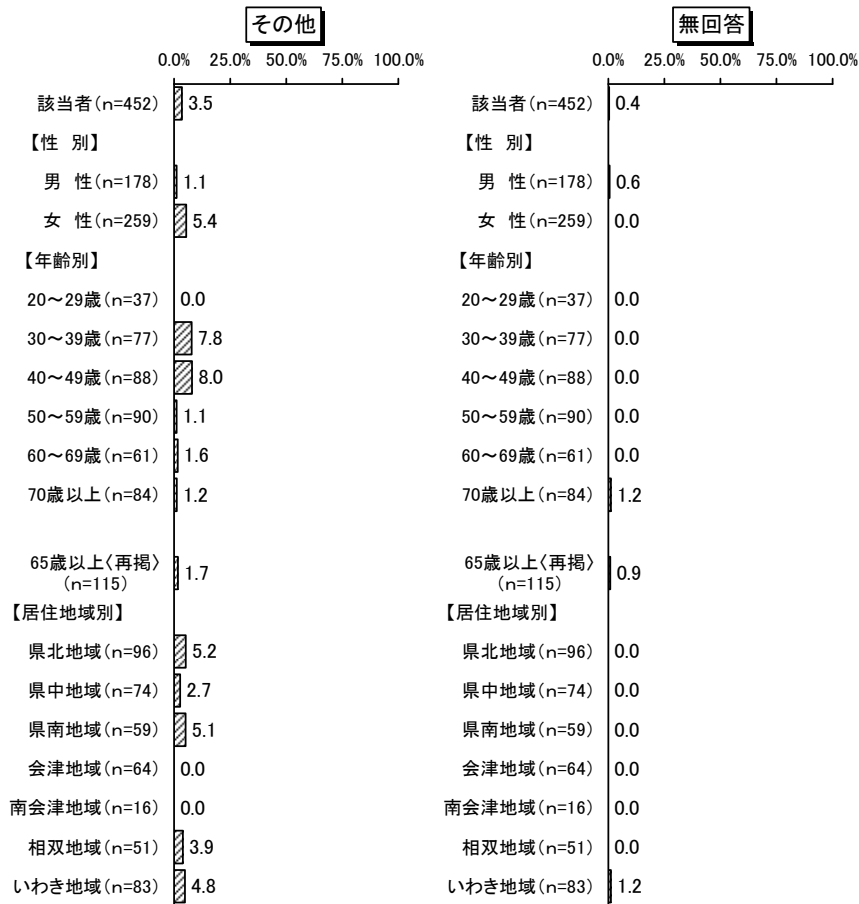 その他
0.0% 25.0% 50.0% 75.0% 100.0%
該当者(n=452) 3.5
【性 別】
男 性(n=178) 1.1
女 性(n=259) 5.4
【年齢別】
20～29歳(n=37) 0.0
30～39歳(n=77) 7.8
40～49歳(n=88) 8.0
50～59歳(n=90) 1.1
60～69歳(n=61) 1.6
70歳以上(n=84) 1.2
65歳以上〈再掲〉
(n=115) 1.7
【居住地域別】
県北地域(n=96) 5.2
県中地域(n=74) 2.7
県南地域(n=59) 5.1
会津地域(n=64) 0.0
南会津地域(n=16) 0.0
相双地域(n=51) 3.9
いわき地域(n=83) 4.8
無回答
0.0% 25.0% 50.0% 75.0% 100.0%
該当者(n=452) 0.4
【性 別】
男 性(n=178) 0.6
女 性(n=259) 0.0
【年齢別】
20～29歳(n=37) 0.0
30～39歳(n=77) 0.0
40～49歳(n=88) 0.0
50～59歳(n=90) 0.0
60～69歳(n=61) 0.0
70歳以上(n=84) 1.2
65歳以上〈再掲〉
(n=115) 0.9
【居住地域別】
県北地域(n=96) 0.0
県中地域(n=74) 0.0
県南地域(n=59) 0.0
会津地域(n=64) 0.0
南会津地域(n=16) 0.0
相双地域(n=51) 0.0
いわき地域(n=83) 1.2